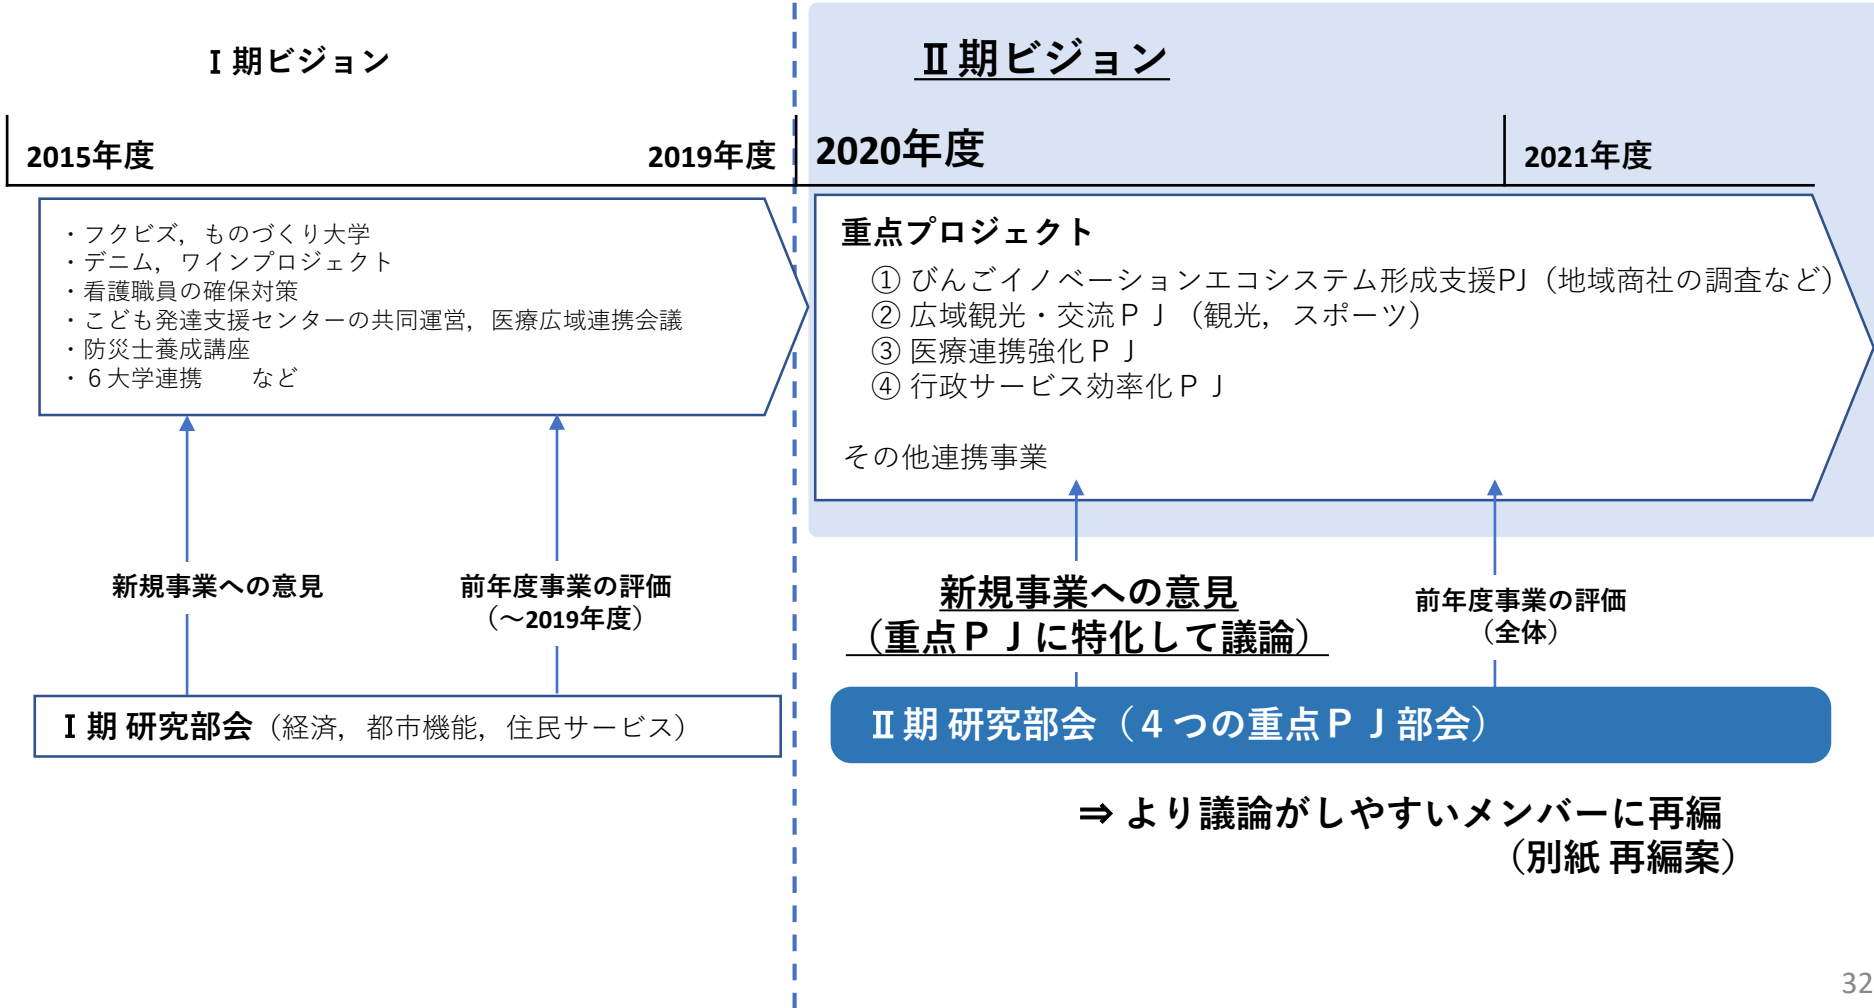 Ⅰ期ビジョン
2015年度
2019年度
・フクビズ，ものづくり大学
・デニム，ワインプロジェクト
・看護職員の確保対策
・こども発達支援センターの共同運営，医療広域連携会議
・防災士養成講座
・６大学連携　　など
新規事業への意見
前年度事業の評価
（～2019年度）
Ⅰ期 研究部会（経済，都市機能，住民サービス）
Ⅱ期ビジョン
2020年度
2021年度
重点プロジェクト
① びんごイノベーションエコシステム形成支援PJ（地域商社の調査など）
② 広域観光・交流ＰＪ（観光，スポーツ）
③ 医療連携強化ＰＪ
④ 行政サービス効率化ＰＪ
その他連携事業
新規事業への意見
（重点ＰＪに特化して議論）
前年度事業の評価
（全体）
Ⅱ期 研究部会（４つの重点ＰＪ部会）
⇒ より議論がしやすいメンバーに再編
（別紙 再編案）
32